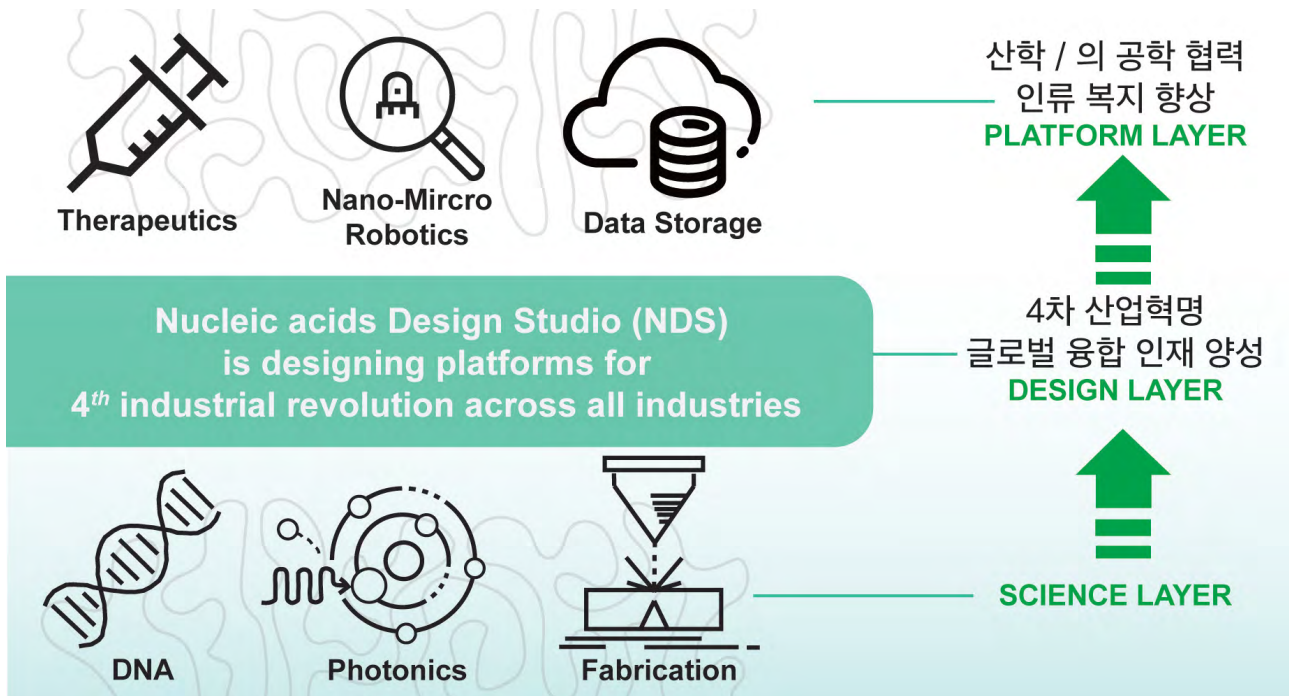 Therapeutics
Nano-Mircro
Robotics
Data Storage
산학 / 의 공학 협력
인류 복지 향상
PLATFORM LAYER
Nucleic acids Design Studio (NDS)
is designing platforms for
4th industrial revolution across all industries
4차 산업혁명
글로벌 융합 인재 양성
DESIGN LAYER
DNA
Photonics
Fabrication
SCIENCE LAYER